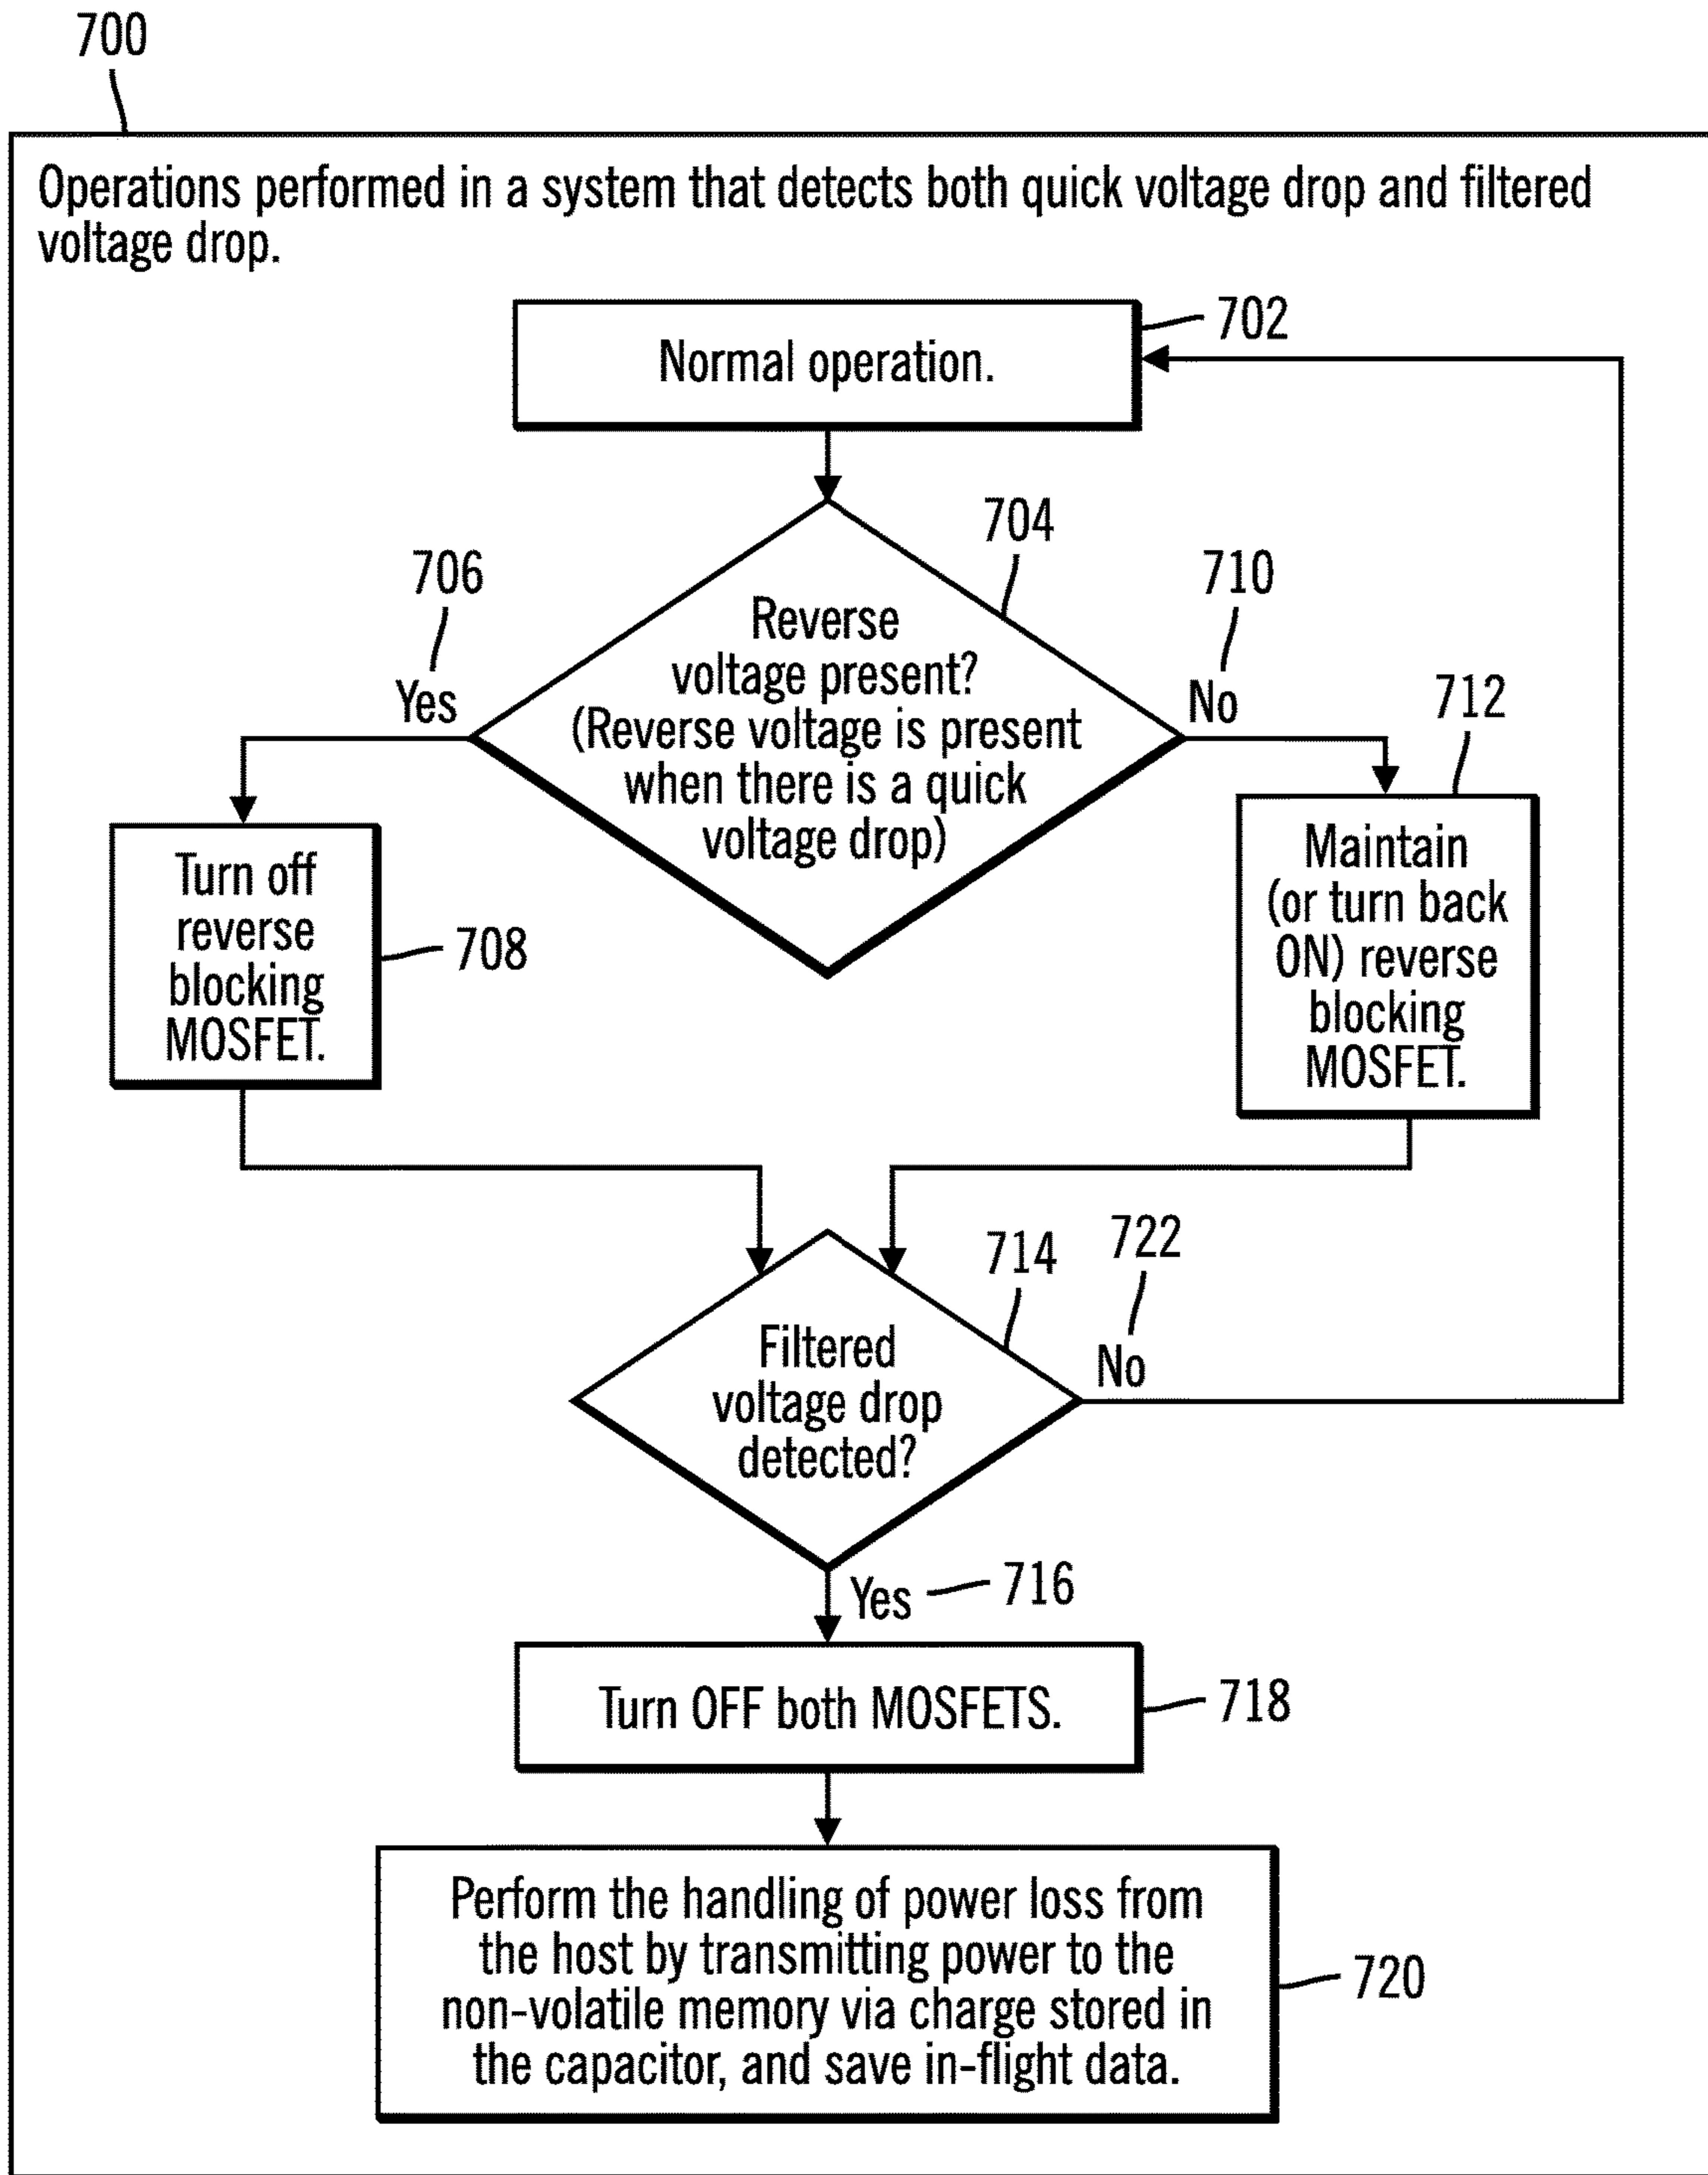 700
Operations performed in a system that detects both quick voltage drop and filtered
voltage drop.
702
Normal operation.
704
706
710
Reverse
voltage present?
(Reverse voltage is present
when there is a quick
voltage drop)
Yes
No
712
Turn off
reverse
blocking
MOSFET.
708
Maintain
(or turn back
ON) reverse
blocking
MOSFET.
714
722
Filtered
voltage drop
detected?
No
Yes
716
Turn OFF both MOSFETS.
718
Perform the handling of power loss from
the host by transmitting power to the
non-volatile memory via charge stored in
the capacitor, and save in-flight data.
720